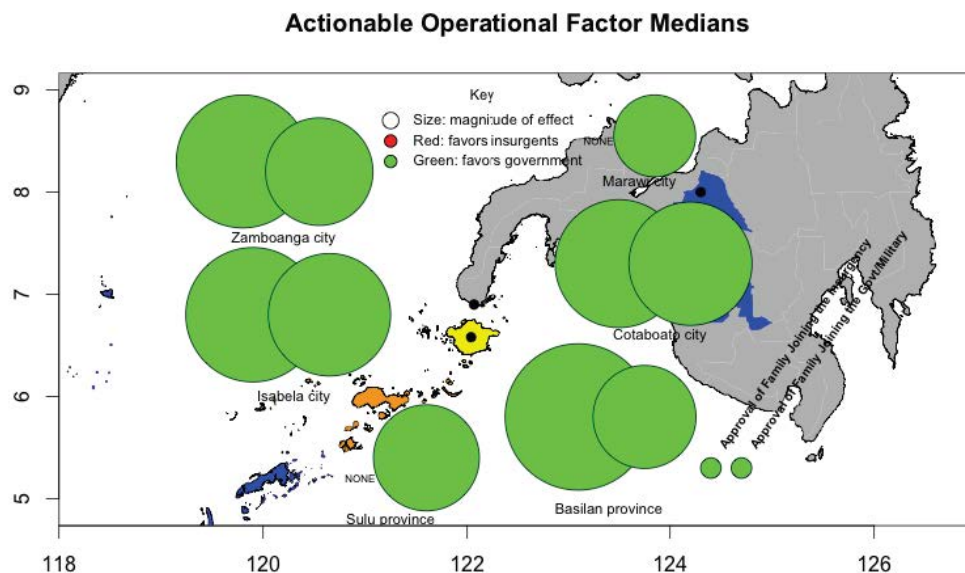 Actionable Operational Factor Medians
Key
Size: magnitude of effect
Red: favors insurgents
Green: favors government
NONE
Marawi city
Zamboanga city
Cotabato city
Isabela city
Approval of Family Joining the Insurgency
Approval of Family Joining the Govt/Military
NONE
Sulu province
Basilan province
9
8
7
6
5
118
120
122
124
126